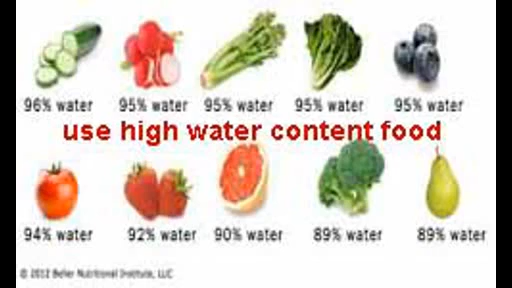 96% water 95% water 95% water 95% water 95% water
use high water content food
94% water 92% water 90% water 89% water 89% water
© 2012 Beller Nutritional Institute, LLC